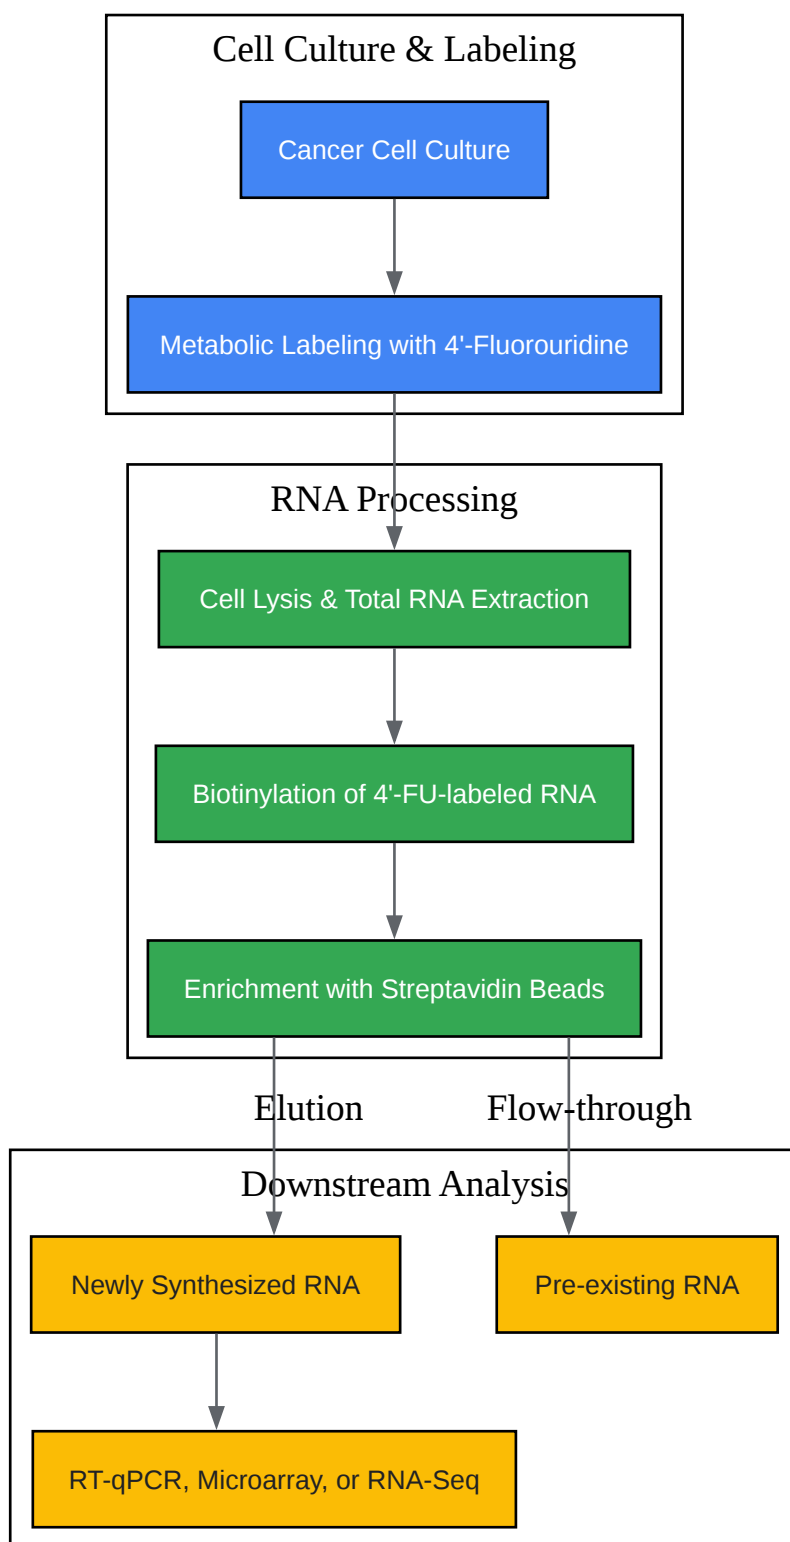 Cell Culture & Labeling
Cancer Cell Culture
Metabolic Labeling with 4'-Fluorouridine
RNA Processing
Cell Lysis & Total RNA Extraction
Biotinylation of 4'-FU-labeled RNA
Enrichment with Streptavidin Beads
Elution
Flow-through
Downstream Analysis
Newly Synthesized RNA
Pre-existing RNA
RT-qPCR, Microarray, or RNA-Seq